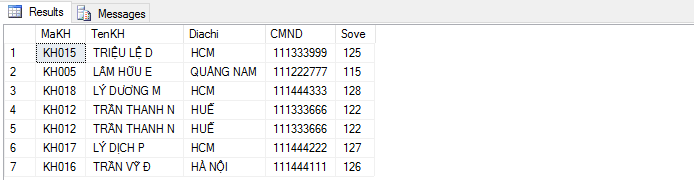 Results Messages
MaKH TenKH Diachi CMND Sove
1 KH015 TRIỆU LỆ D HCM 111333999 125
2 KH005 LÂM HỮU E QUẢNG NAM 111222777 115
3 KH018 LÝ DƯƠNG M HCM 111444333 128
4 KH012 TRẦN THANH N HUẾ 111333666 122
5 KH012 TRẦN THANH N HUẾ 111333666 122
6 KH017 LÝ DỊCH P HCM 111444222 127
7 KH016 TRẦN VỸ Đ HÀ NỘI 111444111 126